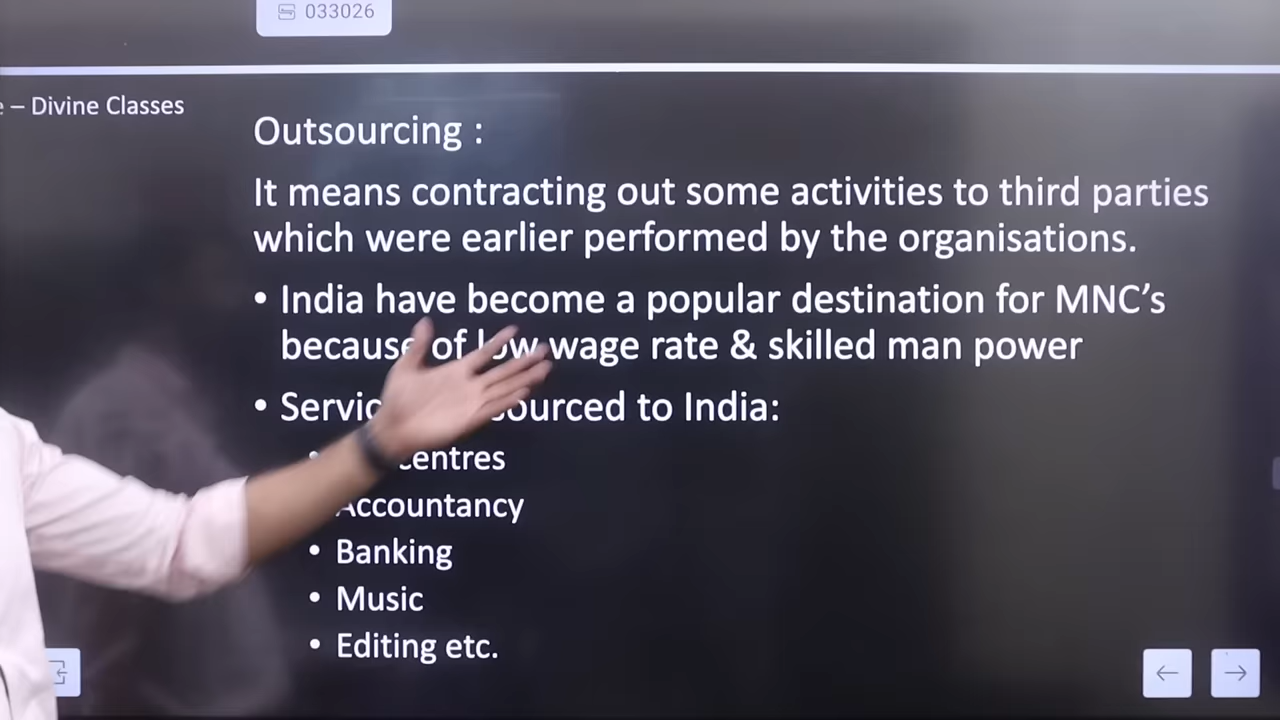 033026
– Divine Classes
Outsourcing :
It means contracting out some activities to third parties
which were earlier performed by the organisations.
• India have become a popular destination for MNC’s
because of low wage rate & skilled man power
• to India:
centres
Accountancy
• Banking
• Music
• Editing etc.